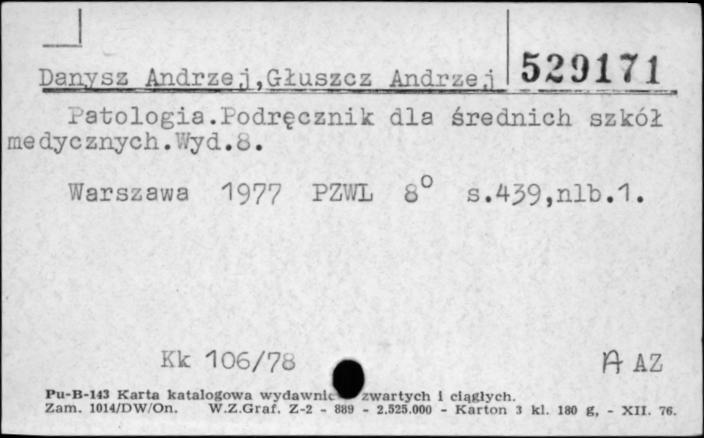 529171
Danysz Andrzej,Głuszcz Andrzej
Patologia.Podręcznik dla średnich szkół
medycznych.Wyd.8.
Warszawa 1977 PZWL 8° s.439,nlb.1.
Kk 106/78
A AZ
Pu-B-143 Karta katalogowa wydawnic zwartych i ciągłych.
Zam. 1014/DW/On. W.Z.Graf. Z-2 - 889 - 2.525.000 - Karton 3 kl. 180 g, - XII. 76.